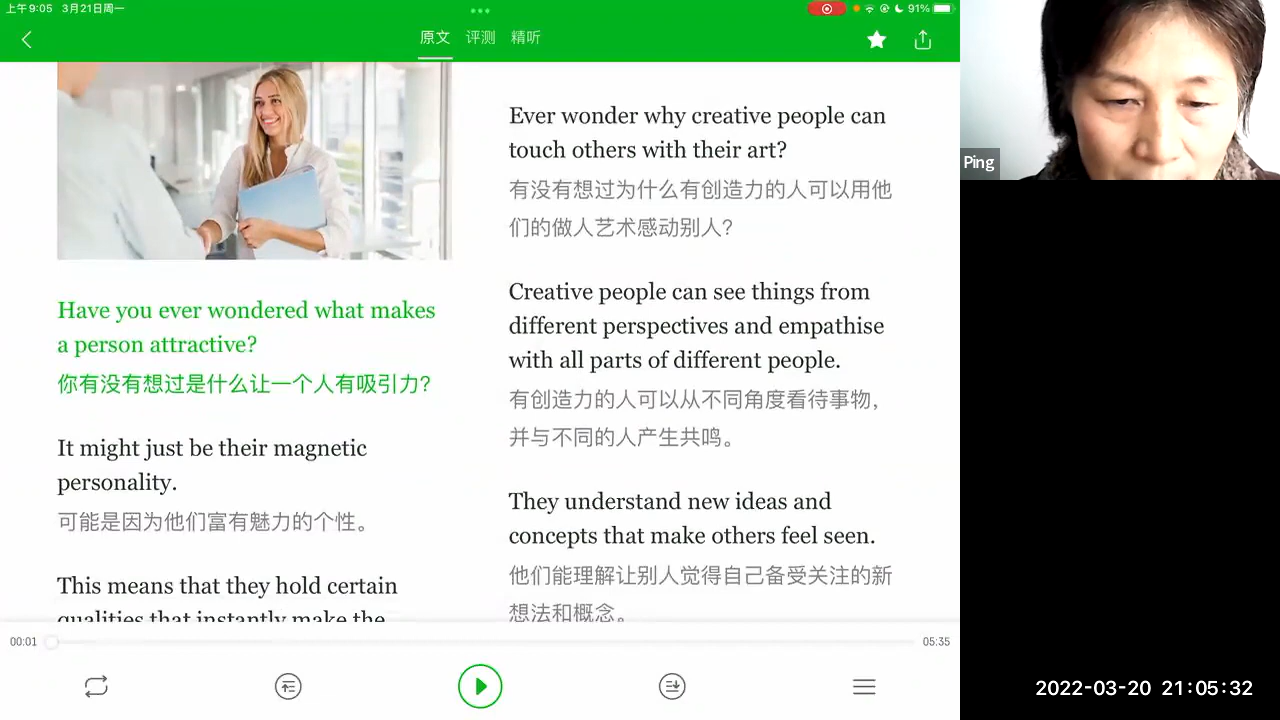 上午9:05 3月21日周一
91%
原文 评测 精听
Have you ever wondered what makes
a person attractive?
你有没有想过是什么让一个人有吸引力?
It might just be their magnetic
personality.
可能是因为他们富有魅力的个性。
This means that they hold certain
qualities that instantly make the
Ever wonder why creative people can
touch others with their art?
有没有想过为什么有创造力的人可以用他
们的做人艺术感动别人?
Creative people can see things from
different perspectives and empathise
with all parts of different people.
有创造力的人可以从不同角度看待事物,
并与不同的人产生共鸣。
They understand new ideas and
concepts that make others feel seen.
他们能理解让别人觉得自己备受关注的新
想法和概念。
00:01
05:35
Ping
2022-03-20 21:05:32